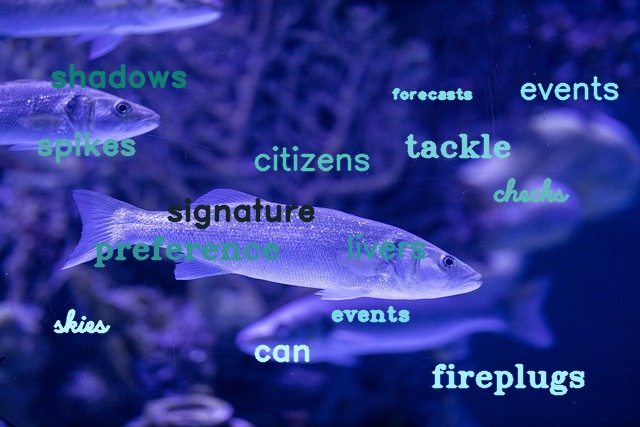 shadows
forecasts
events
spikes
citizens
tackle
checks
signature
preference
livers
skies
events
can
fireplugs